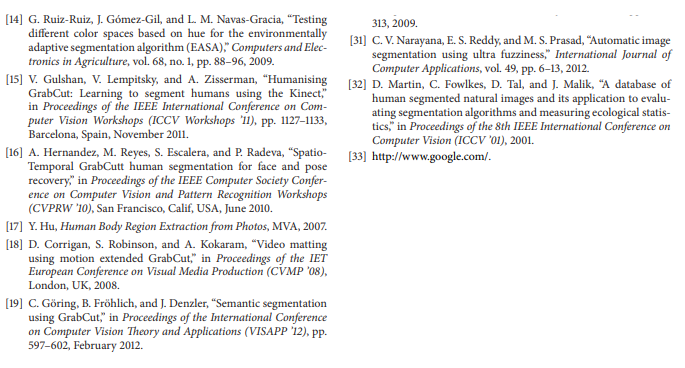 [14] G. Ruiz-Ruiz, J. Gómez-Gil, and L. M. Navas-Gracia, “Testing
different color spaces based on hue for the environmentally
adaptive segmentation algorithm (EASA),” Computers and Elec-
tronics in Agriculture, vol. 68, no. 1, pp. 88–96, 2009.
[15] V. Gulshan, V. Lempitsky, and A. Zisserman, “Humanising
GrabCut: Learning to segment humans using the Kinect,”
in Proceedings of the IEEE International Conference on Com-
puter Vision Workshops (ICCV Workshops ’11), pp. 1127–1133,
Barcelona, Spain, November 2011.
[16] A. Hernandez, M. Reyes, S. Escalera, and P. Radeva, “Spatio-
Temporal GrabCutt human segmentation for face and pose
recovery,” in Proceedings of the IEEE Computer Society Confer-
ence on Computer Vision and Pattern Recognition Workshops
(CVPRW ’10), San Francisco, Calif, USA, June 2010.
[17] Y. Hu, Human Body Region Extraction from Photos, MVA, 2007.
[18] D. Corrigan, S. Robinson, and A. Kokaram, “Video matting
using motion extended GrabCut,” in Proceedings of the IET
European Conference on Visual Media Production (CVMP ’08),
London, UK, 2008.
[19] C. Göring, B. Fröhlich, and J. Denzler, “Semantic segmentation
using GrabCut,” in Proceedings of the International Conference
on Computer Vision Theory and Applications (VISAPP ’12), pp.
597–602, February 2012.
313, 2009.
[31] C. V. Narayana, E. S. Reddy, and M. S. Prasad, “Automatic image
segmentation using ultra fuzziness,” International Journal of
Computer Applications, vol. 49, pp. 6–13, 2012.
[32] D. Martin, C. Fowlkes, D. Tal, and J. Malik, “A database of
human segmented natural images and its application to evalu-
ating segmentation algorithms and measuring ecological statis-
tics,” in Proceedings of the 8th IEEE International Conference on
Computer Vision (ICCV ’01), 2001.
[33] http://www.google.com/.